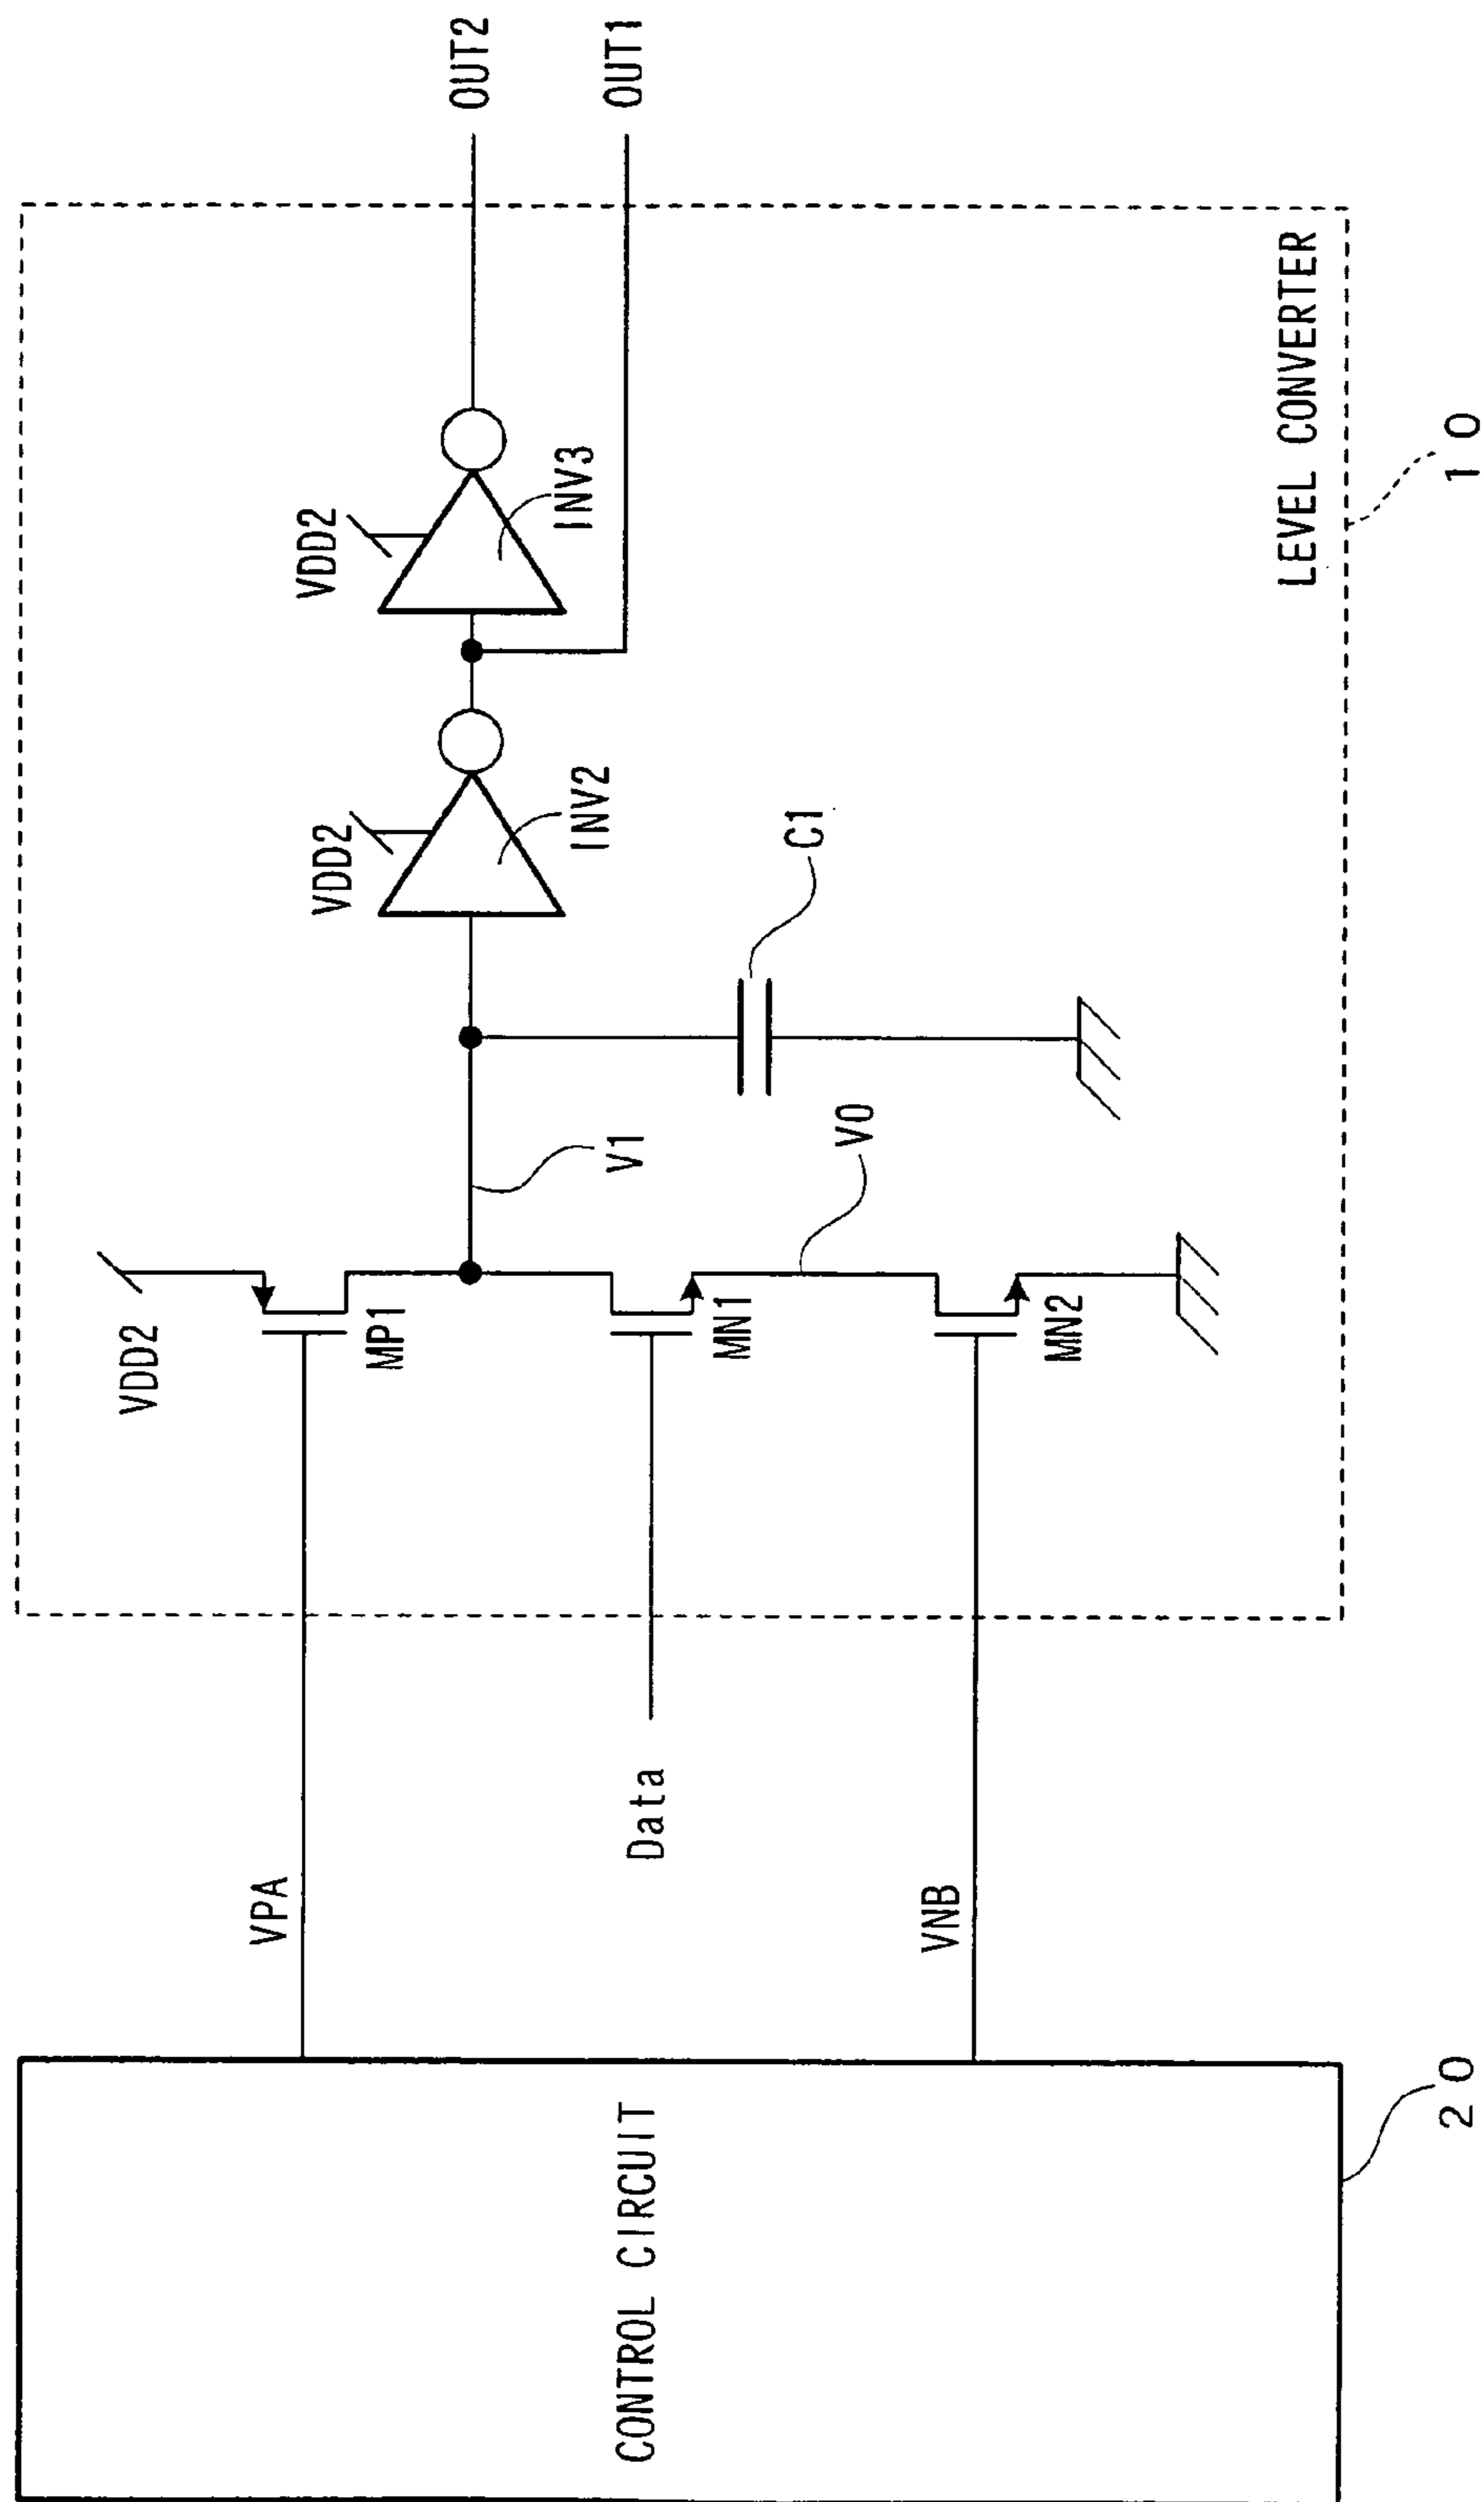 CONTROL CIRCUIT
20
VPA
Data
VNB
VDD2
MP1
MN1
MN2
V1
V0
C1
VDD2
INV2
VDD2
INV3
LEVEL CONVERTER
10
OUT2
OUT1